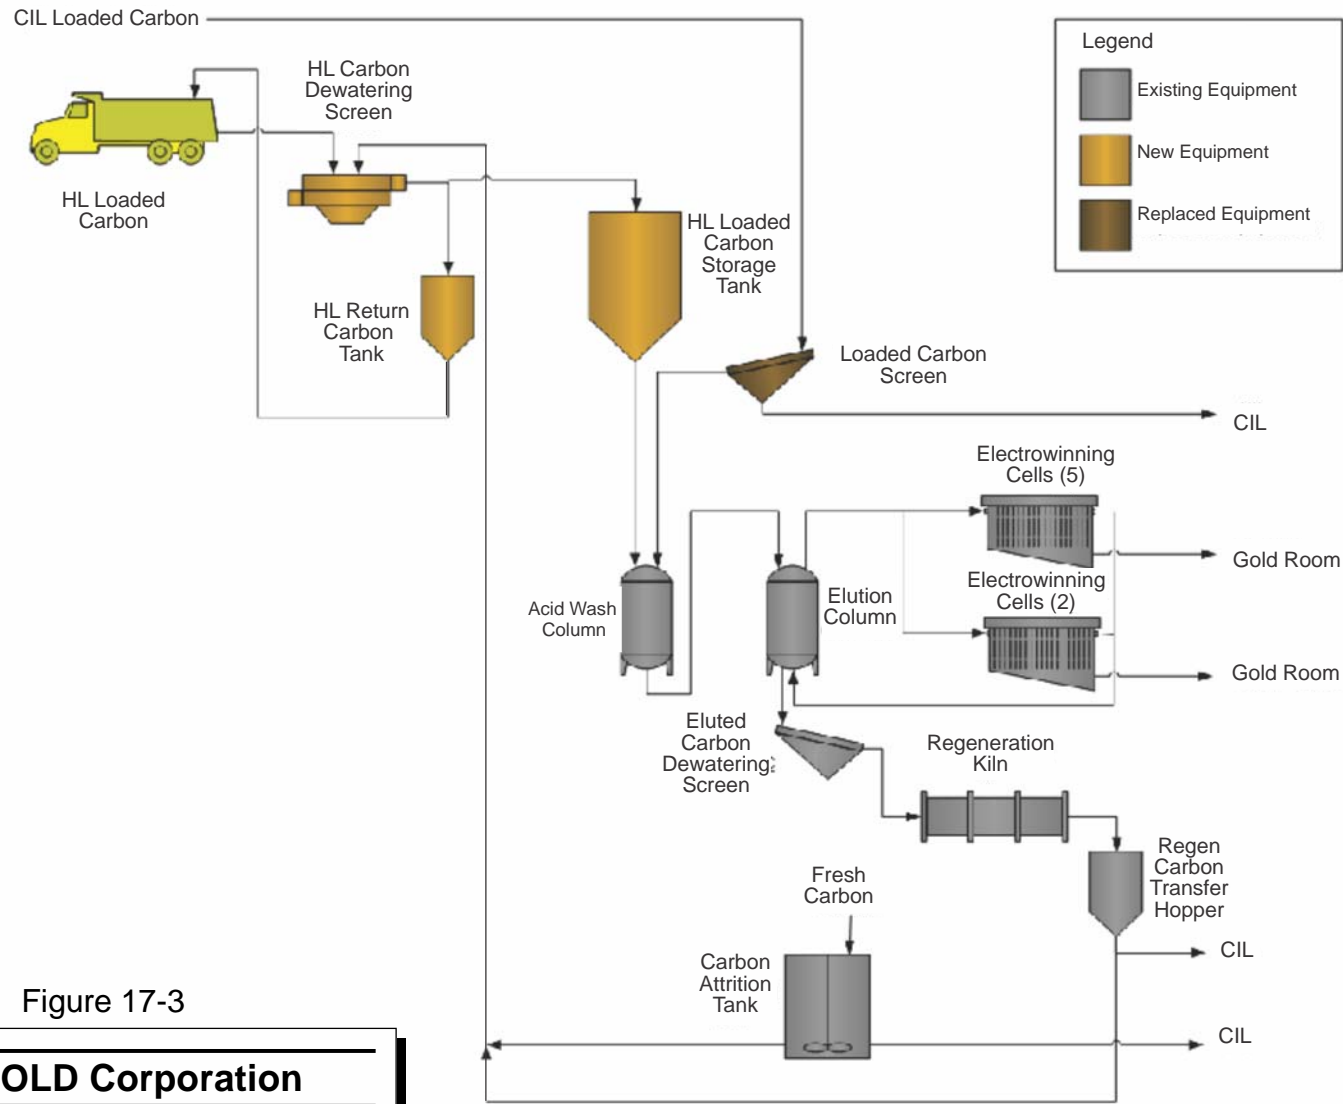 CIL Loaded Carbon
HL Carbon
Dewatering
Screen
HL Loaded
Carbon
HL Return
Carbon
Tank
HL Loaded
Carbon
Storage
Tank
Legend
Existing Equipment
New Equipment
Replaced Equipment
Loaded Carbon
Screen
CIL
Electrowinning
Cells (5)
Gold Room
Electrowinning
Cells (2)
Gold Room
Acid Wash
Column
Elution
Column
Eluted
Carbon
Dewatering
Screen
Regeneration
Kiln
Regen
Carbon
Transfer
Hopper
Fresh
Carbon
CIL
Carbon
Attrition
Tank
CIL
Figure 17-3
OLD Corporation